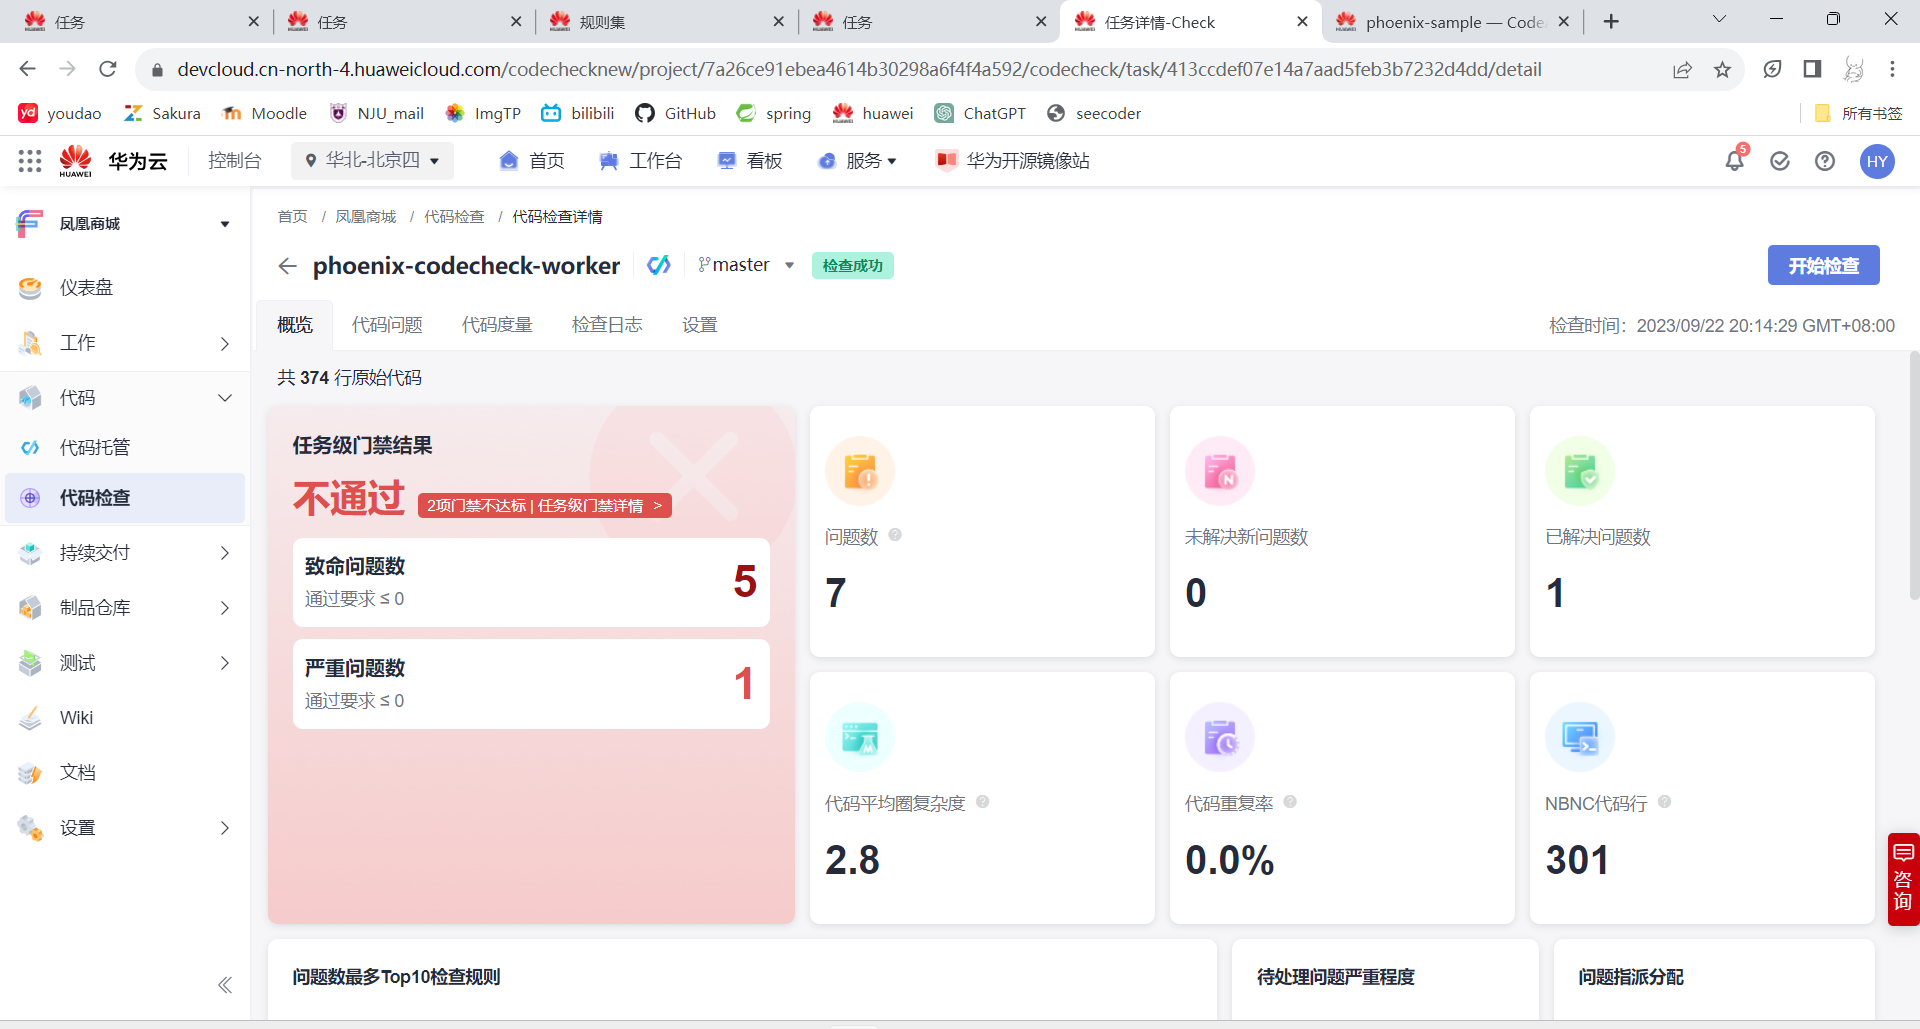 任务
任务
规则集
任务
任务详情-Check
phoenix-sample — Code
devcloud.cn-north-4.huaweicloud.com/codechecknew/project/7a26ce91ebea4614b30298a6f4f4a592/codecheck/task/413ccdef07e14a7aad5feb3b7232d4dd/detail
youdao
Sakura
Moodle
NJU_mail
ImgTP
bilibili
GitHub
spring
huawei
ChatGPT
seecoder
所有书签
HUAWEI
华为云
控制台
华北-北京四
首页
工作台
看板
服务
华为开源镜像站
5
HY
凤凰商城
仪表盘
工作
代码
代码托管
代码检查
持续交付
制品仓库
测试
Wiki
文档
设置
首页 / 凤凰商城 / 代码检查 / 代码检查详情
phoenix-codecheck-worker
master
检查成功
开始检查
概览
代码问题
代码度量
检查日志
设置
检查时间：2023/09/22 20:14:29 GMT+08:00
共 374 行原始代码
任务级门禁结果
不通过
2项门禁不达标 | 任务级门禁详情 >
致命问题数
通过要求 ≤ 0
5
严重问题数
通过要求 ≤ 0
1
问题数
7
未解决新问题数
0
已解决问题数
1
代码平均圈复杂度
2.8
代码重复率
0.0%
NBNC代码行
301
问题数最多Top10检查规则
待处理问题严重程度
问题指派分配
咨询